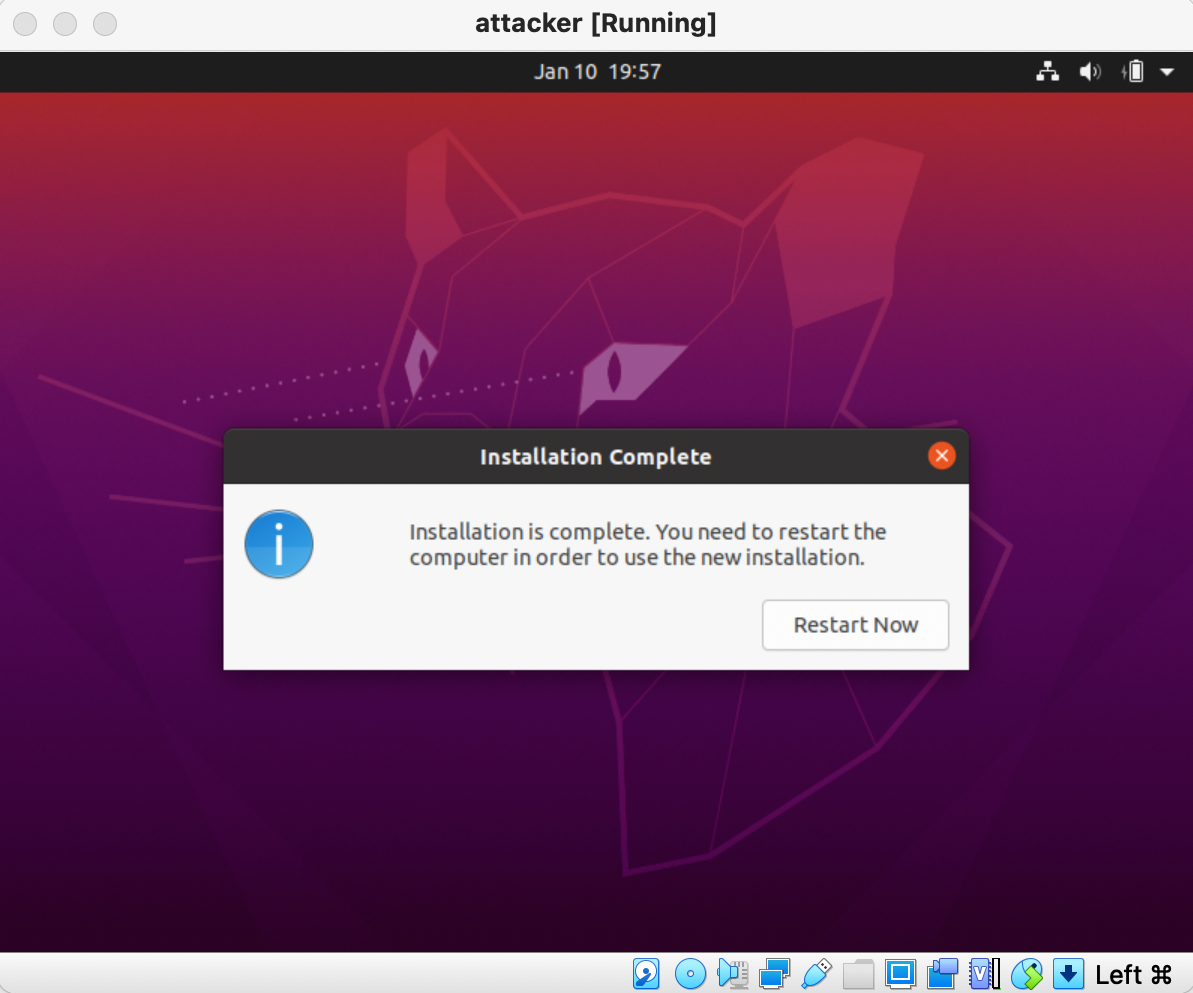 attacker [Running]
Jan 10 19:57
Installation Complete
Installation is complete. You need to restart the
computer in order to use the new installation.
Restart Now
Left ⌘